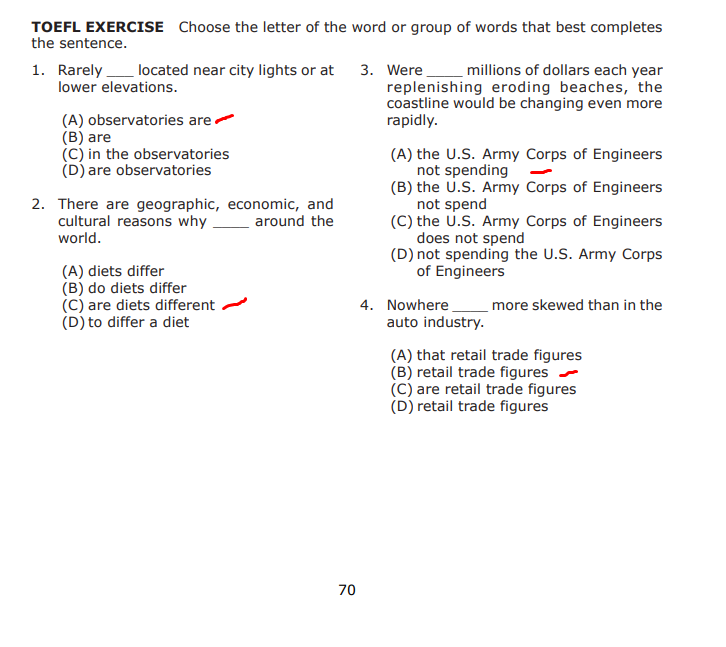 TOEFL EXERCISE Choose the letter of the word or group of words that best completes
the sentence.
1. Rarely ___ located near city lights or at
lower elevations.
(A) observatories are
(B) are
(C) in the observatories
(D) are observatories
2. There are geographic, economic, and
cultural reasons why ____ around the
world.
(A) diets differ
(B) do diets differ
(C) are diets different
(D) to differ a diet
3. Were ____ millions of dollars each year
replenishing eroding beaches, the
coastline would be changing even more
rapidly.
(A) the U.S. Army Corps of Engineers
not spending
(B) the U.S. Army Corps of Engineers
not spend
(C) the U.S. Army Corps of Engineers
does not spend
(D) not spending the U.S. Army Corps
of Engineers
4. Nowhere ____ more skewed than in the
auto industry.
(A) that retail trade figures
(B) retail trade figures
(C) are retail trade figures
(D) retail trade figures
70